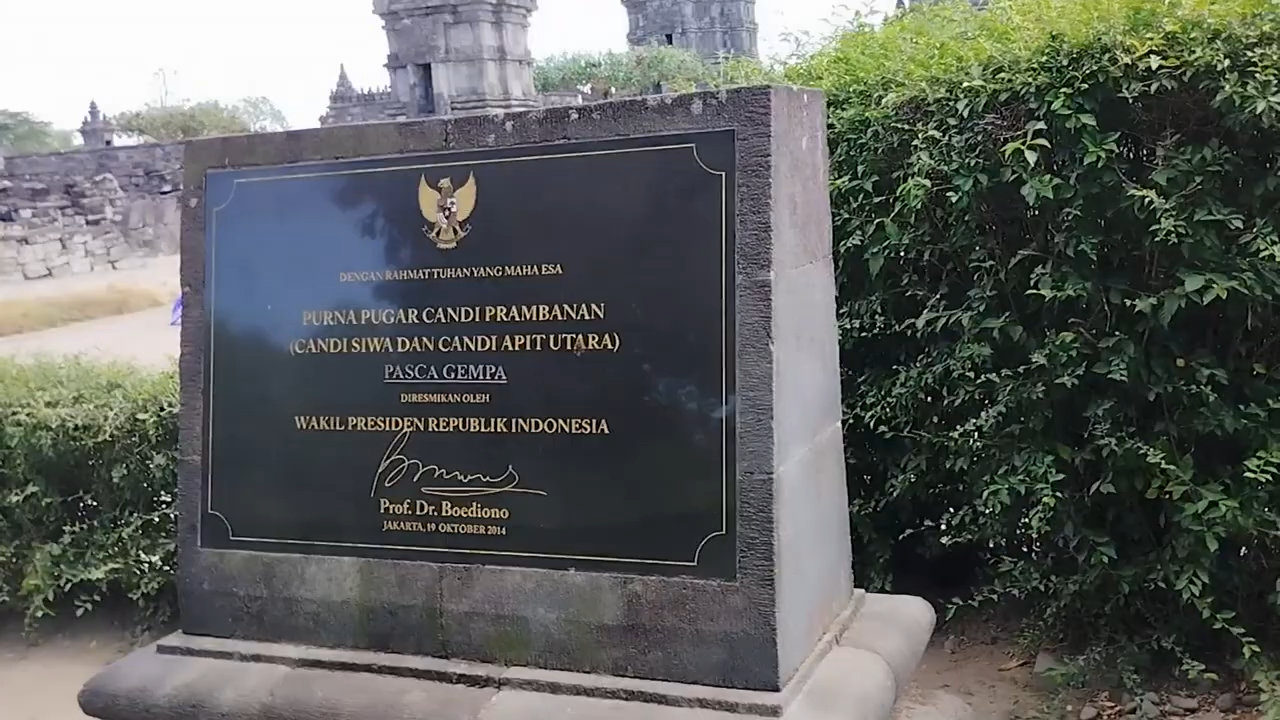 DENGAN RAHMAT TUHAN YANG MAHA ESA
PURNA PUGAR CANDI PRAMBANAN
(CANDI SIWA DAN CANDI APIT UTARA)
PASCA GEMPA
DIRESMIKAN OLEH
WAKIL PRESIDEN REPUBLIK INDONESIA
Prof. Dr. Boediono
JAKARTA, 19 OKTOBER 2014